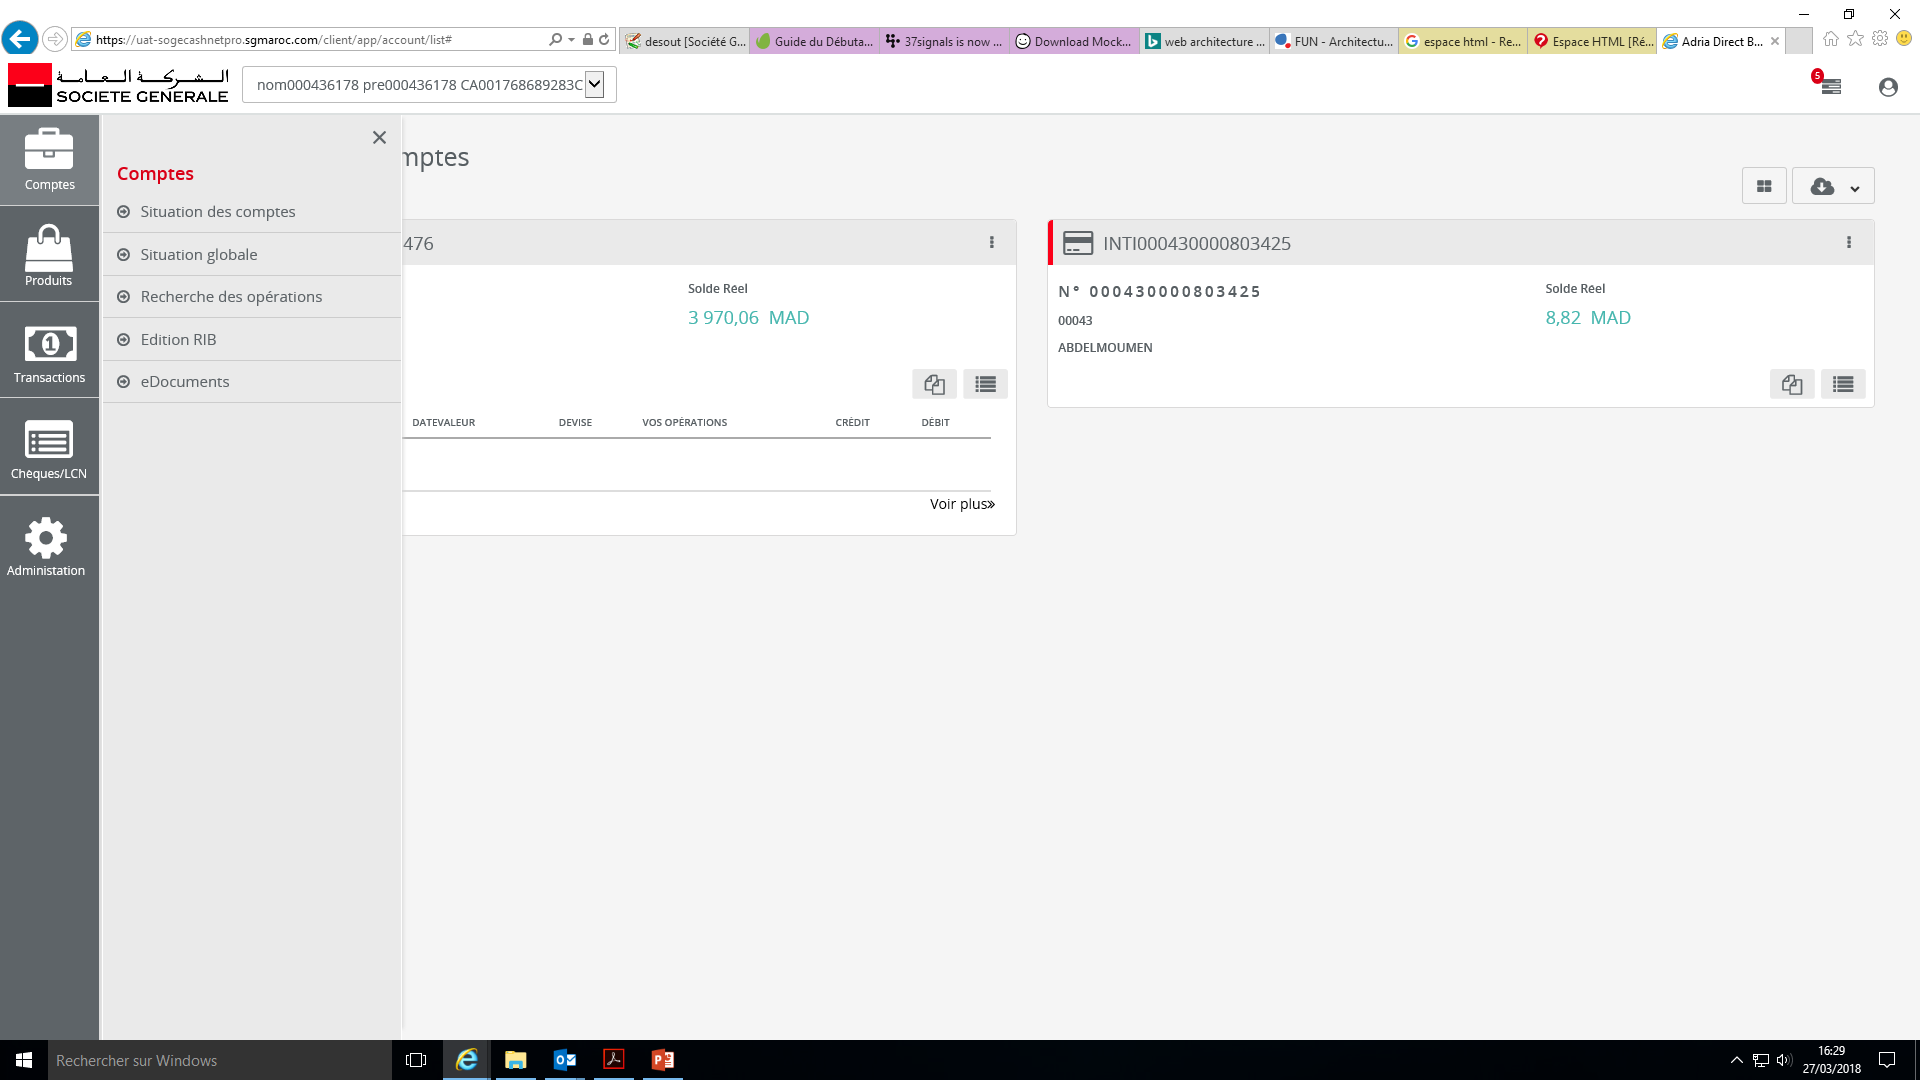 https://uat-sogecashnetpro.sgmaroc.com/client/app/account/list#
desout [Société G...
Guide du Débuta...
37signals is now ...
Download Mock...
web architecture ...
FUN - Architectu...
espace html - Re...
Espace HTML [Ré...
Adria Direct B...
الشركة العامة
SOCIETE GENERALE
nom000436178 pre000436178 CA001768689283C
5
Comptes
Produits
1
Transactions
Chèques/LCN
Administation
Comptes
Situation des comptes
Situation globale
Recherche des opérations
Edition RIB
eDocuments
mptes
476
Solde Réel
3 970,06 MAD
DATEVALEUR DEVISE VOS OPÉRATIONS CRÉDIT DÉBIT
Voir plus»
INTI000430000803425
N° 000430000803425
Solde Réel
00043
8,82 MAD
ABDELMOUMEN
Rechercher sur Windows
16:29
27/03/2018